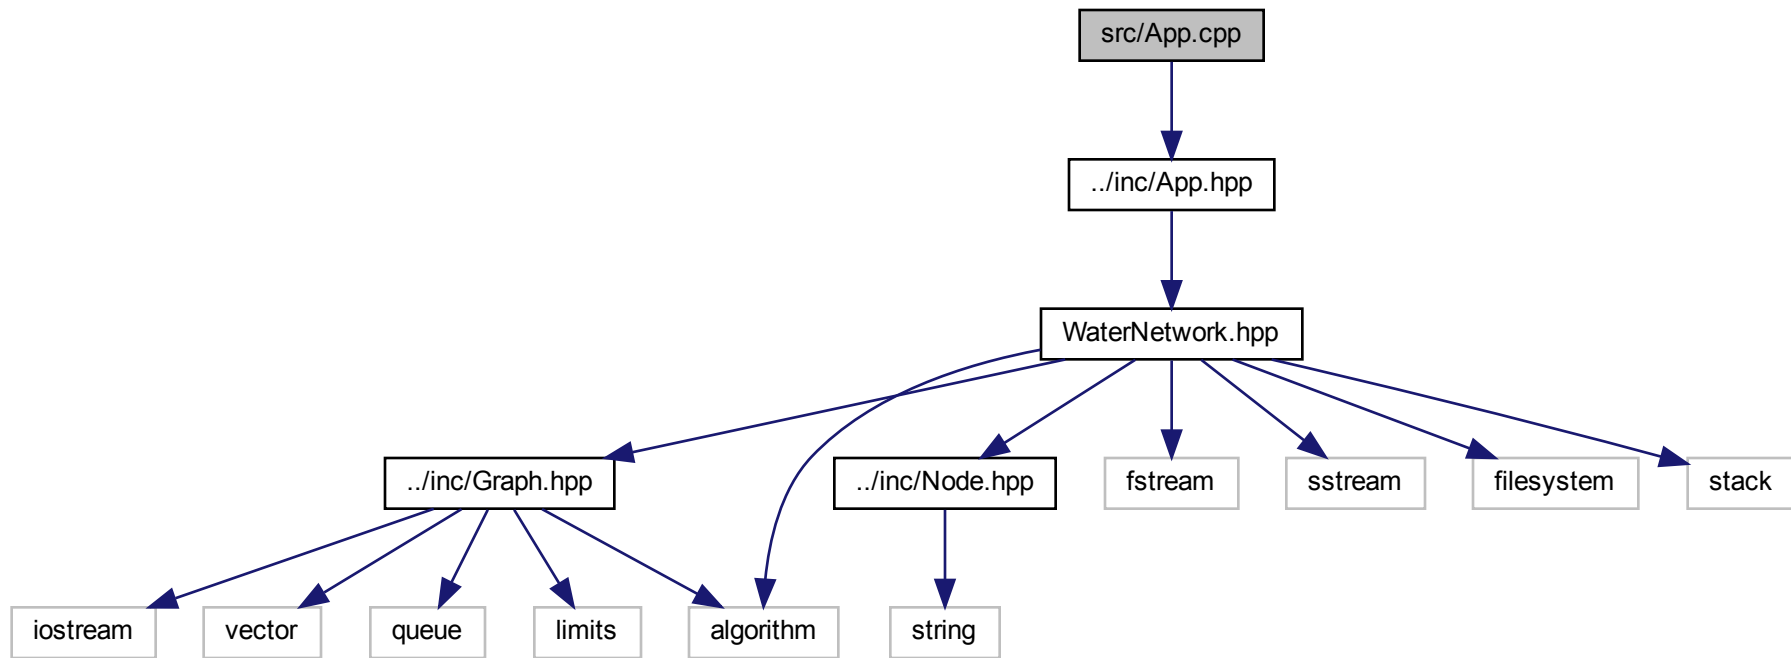 src/App.cpp
../inc/App.hpp
WaterNetwork.hpp
../inc/Graph.hpp
../inc/Node.hpp
fstream
sstream
filesystem
stack
iostream
vector
queue
limits
algorithm
string